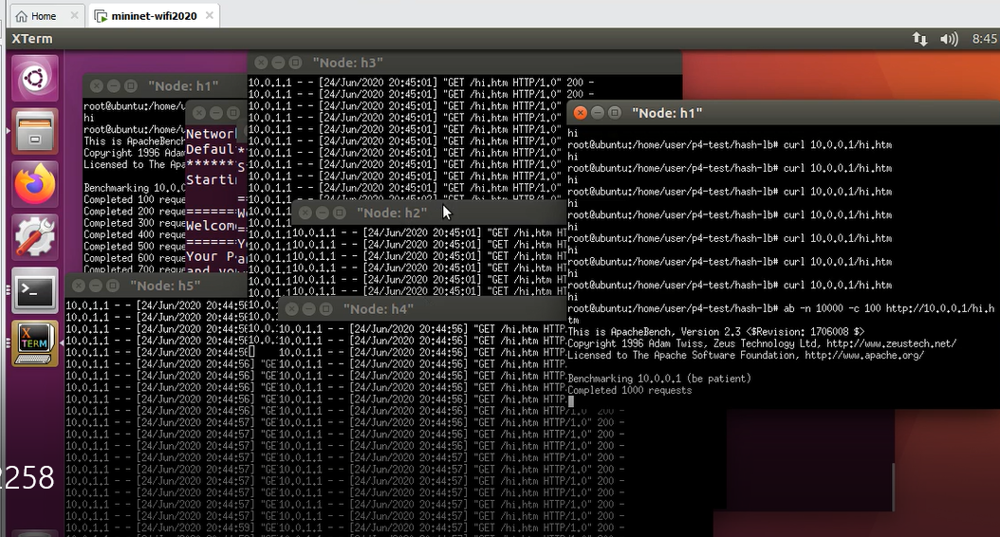 Home
mininet-wifi2020
XTerm
8:45
"Node: h3"
10.0.1.1 - - [24/Jun/2020 20:45:01] "GET /hi.htm HTTP/1.0" 200 -
10.0.1.1 - - [24/Jun/2020 20:45:01] "GET /hi.htm HTTP/1.0" 200 -
10.0.1.1 - - [24/Jun/2020 20:45:01] "GET /hi.htm HTTP/1.0"
10.0.1.1 - - [24/Jun/2020 20:45:01] "GET /hi.htm HTTP/1.0"
10.0.1.1 - - [24/Jun/2020 20:45:01] "GET /hi.htm HTTP/1.0"
10.0.1.1 - - [24/Jun/2020 20:45:01] "GET /hi.htm HTTP/1.0"
10.0.1.1 - - [24/Jun/2020 20:45:01] "GET /hi.htm HTTP/1.0"
10.0.1.1 - - [24/Jun/2020 20:45:01] "GET /hi.htm HTTP/1.0"
10.0.1.1 - - [24/Jun/2020 20:45:01] "GET /hi.htm HTTP/1.0"
10.0.1.1 - - [24/Jun/2020 20:45:01] "GET /hi.htm HTTP/1.0"
"Node: h1"
root@ubuntu:/home/u
hi
root@ubuntu:/home/u
This is ApacheBench
Copyright 1996 Adam
Licensed to The Apa
Benchmarking 10.0.0
Completed 100 reque
Completed 200 reque
Completed 300 reque
Completed 400 reque
Completed 500 reque
Completed 600 reque
Completed 700 reque
Network
Defaul
*******
Startin
=======
Welcome
=======
Your P
and you
"Node: h1"
hi
root@ubuntu:/home/user/p4-test/hash-lb# curl 10.0.0.1/hi.htm
hi
root@ubuntu:/home/user/p4-test/hash-lb# curl 10.0.0.1/hi.htm
hi
root@ubuntu:/home/user/p4-test/hash-lb# curl 10.0.0.1/hi.htm
hi
root@ubuntu:/home/user/p4-test/hash-lb# curl 10.0.0.1/hi.htm
hi
root@ubuntu:/home/user/p4-test/hash-lb# curl 10.0.0.1/hi.htm
hi
root@ubuntu:/home/user/p4-test/hash-lb# curl 10.0.0.1/hi.htm
hi
root@ubuntu:/home/user/p4-test/hash-lb# curl 10.0.0.1/hi.htm
hi
root@ubuntu:/home/user/p4-test/hash-lb# ab -n 10000 -c 100 http://10.0.0.1/hi.h
tm
This is ApacheBench, Version 2.3 <$Revision: 1706008 $>
Copyright 1996 Adam Twiss, Zeus Technology Ltd, http://www.zeustech.net/
Licensed to The Apache Software Foundation, http://www.apache.org/
Benchmarking 10.0.0.1 (be patient)
Completed 1000 requests
"Node: h2"
10.0.1.1 - - [24/Jun/2020 20:45:01] "GET /hi.htm HT
10.0.1.1 - - [24/Jun/2020 20:45:01] "GET /hi.htm HT
10.0.1.1 - - [24/Jun/2020 20:45:01] "GET /hi.htm HT
10.0.1.1 - - [24/Jun/2020 20:45:01] "GET /hi.htm HT
10.0.1.1 - - [24/Jun/2020 20:45:01] "GET /hi.htm HT
10.0.1.1 - - [24/Jun/2020 20:45:01] "GET /hi.htm HT
"Node: h5"
10.0.1.1 - - [24/Jun/2020 20:44:56
10.0.1.1 - - [24/Jun/2020 20:44:56
10.0.1.1 - - [24/Jun/2020 20:44:56
10.0.1.1 - - [24/Jun/2020 20:44:56
10.0.1.1 - - [24/Jun/2020 20:44:56
10.0.1.1 - - [24/Jun/2020 20:44:56] "GE
10.0.1.1 - - [24/Jun/2020 20:44:56] "GE
10.0.1.1 - - [24/Jun/2020 20:44:56] "GE
10.0.1.1 - - [24/Jun/2020 20:44:56] "GE
10.0.1.1 - - [24/Jun/2020 20:44:56] "GE
10.0.1.1 - - [24/Jun/2020 20:44:57] "GE
10.0.1.1 - - [24/Jun/2020 20:44:57] "GE
10.0.1.1 - - [24/Jun/2020 20:44:57] "GE
10.0.1.1 - - [24/Jun/2020 20:44:57] "GE
10.0.1.1 - - [24/Jun/2020 20:44:57] "GE
10.0.1.1 - - [24/Jun/2020 20:44:57] "GE
10.0.1.1 - - [24/Jun/2020 20:44:57] "GE
10.0.1.1 - - [24/Jun/2020 20:44:57] "GE
10.0.1.1 - - [24/Jun/2020 20:44:57] "GE
10.0.1.1 - - [24/Jun/2020 20:44:59] "GE
"Node: h4"
10.0.1.1 - - [24/Jun/2020 20:44:56] "GET /hi.htm HTTP
10.0.1.1 - - [24/Jun/2020 20:44:56] "GET /hi.htm HTTP
10.0.1.1 - - [24/Jun/2020 20:44:56] "GET /hi.htm HTTP
10.0.1.1 - - [24/Jun/2020 20:44:56] "GET /hi.htm HTTP
10.0.1.1 - - [24/Jun/2020 20:44:56] "GET /hi.htm HTTP
10.0.1.1 - - [24/Jun/2020 20:44:56] "GET /hi.htm HTTP
10.0.1.1 - - [24/Jun/2020 20:44:56] "GET /hi.htm HTTP
10.0.1.1 - - [24/Jun/2020 20:44:56] "GET /hi.htm HTTP/1.0" 200 -
10.0.1.1 - - [24/Jun/2020 20:44:57] "GET /hi.htm HTTP/1.0" 200 -
10.0.1.1 - - [24/Jun/2020 20:44:57] "GET /hi.htm HTTP/1.0" 200 -
10.0.1.1 - - [24/Jun/2020 20:44:57] "GET /hi.htm HTTP/1.0" 200 -
10.0.1.1 - - [24/Jun/2020 20:44:57] "GET /hi.htm HTTP/1.0" 200 -
10.0.1.1 - - [24/Jun/2020 20:44:57] "GET /hi.htm HTTP/1.0" 200 -
10.0.1.1 - - [24/Jun/2020 20:44:57] "GET /hi.htm HTTP/1.0" 200 -
10.0.1.1 - - [24/Jun/2020 20:44:57] "GET /hi.htm HTTP/1.0" 200 -
10.0.1.1 - - [24/Jun/2020 20:44:57] "GET /hi.htm HTTP/1.0" 200 -
10.0.1.1 - - [24/Jun/2020 20:44:57] "GET /hi.htm HTTP/1.0" 200 -
10.0.1.1 - - [24/Jun/2020 20:44:57] "GET /hi.htm HTTP/1.0" 200 -
X
TERM
2258